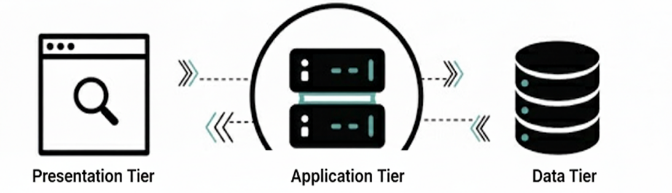 Presentation Tier
Application Tier
Data Tier